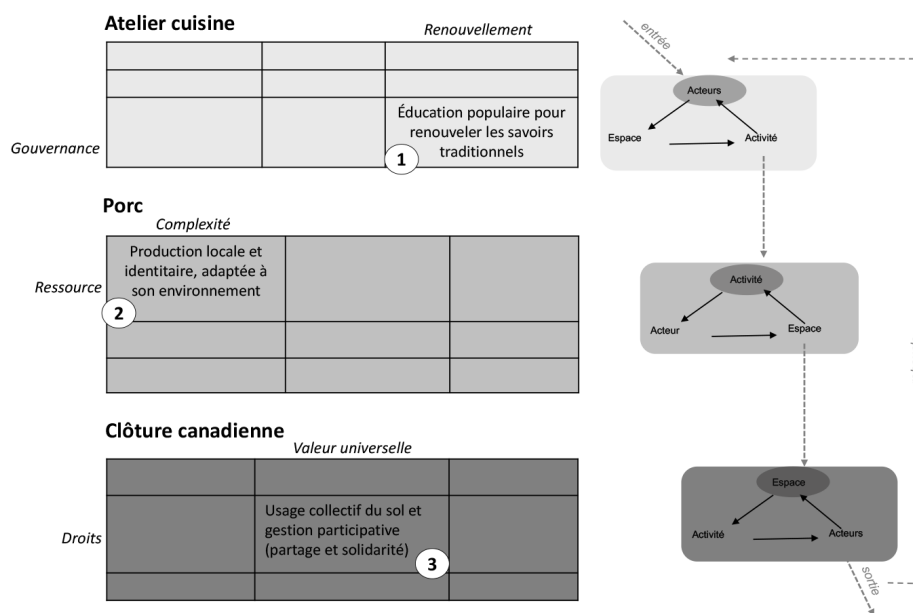 Atelier cuisine
Renouvellement
Gouvernance
Éducation populaire pour
renouveler les savoirs
traditionnels
1
entrée
Acteurs
Espace
Activité
Porc
Complexité
Ressource
Production locale et
identitaire, adaptée à
son environnement
2
Activité
Acteur
Espace
Clôture canadienne
Valeur universelle
Droits
Usage collectif du sol et
gestion participative
(partage et solidarité)
3
Espace
Activité
Acteurs
sortie